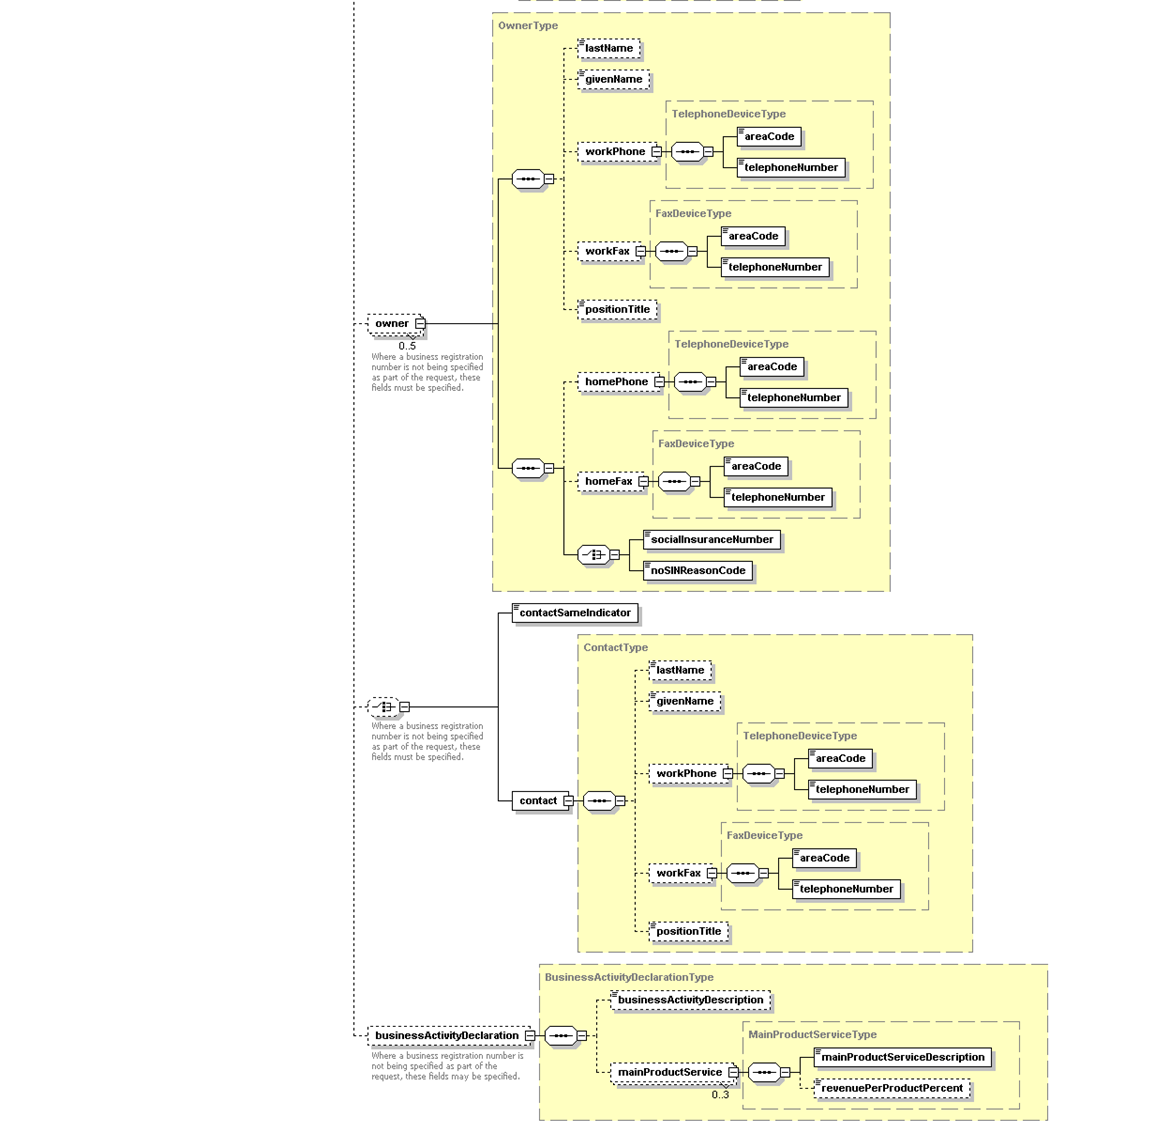 OwnerType
lastName
givenName
TelephoneDeviceType
areaCode
workPhone
telephoneNumber
FaxDeviceType
areaCode
workFax
telephoneNumber
positionTitle
owner
0..5
Where a business registration
number is not being specified
as part of the request, these
fields must be specified.
TelephoneDeviceType
areaCode
homePhone
telephoneNumber
FaxDeviceType
areaCode
homeFax
telephoneNumber
socialInsuranceNumber
noSINReasonCode
contactSameIndicator
ContactType
lastName
givenName
Where a business registration
number is not being specified
as part of the request, these
fields must be specified.
TelephoneDeviceType
areaCode
workPhone
telephoneNumber
contact
FaxDeviceType
areaCode
workFax
telephoneNumber
positionTitle
BusinessActivityDeclarationType
businessActivityDescription
businessActivityDeclaration
Where a business registration number is
not being specified as part of the
request, these fields may be specified.
MainProductServiceType
mainProductServiceDescription
mainProductService
0..3
revenuePerProductPercent